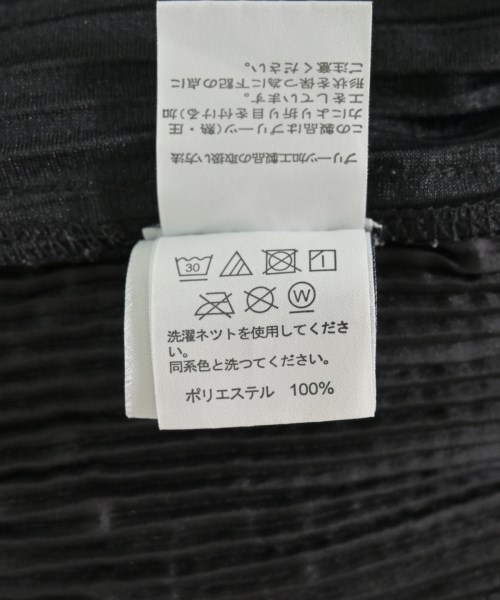 プリーツ加工製品の取扱い方法
この製品はプリーツ(熱・圧
力により折り目を付ける加
工をしています。
形状を保つ為に下記の点に
ご注意ください。
30
W
洗濯ネツトを使用してくださ
い。
同系色と洗つてください。
ポリエステル 100%